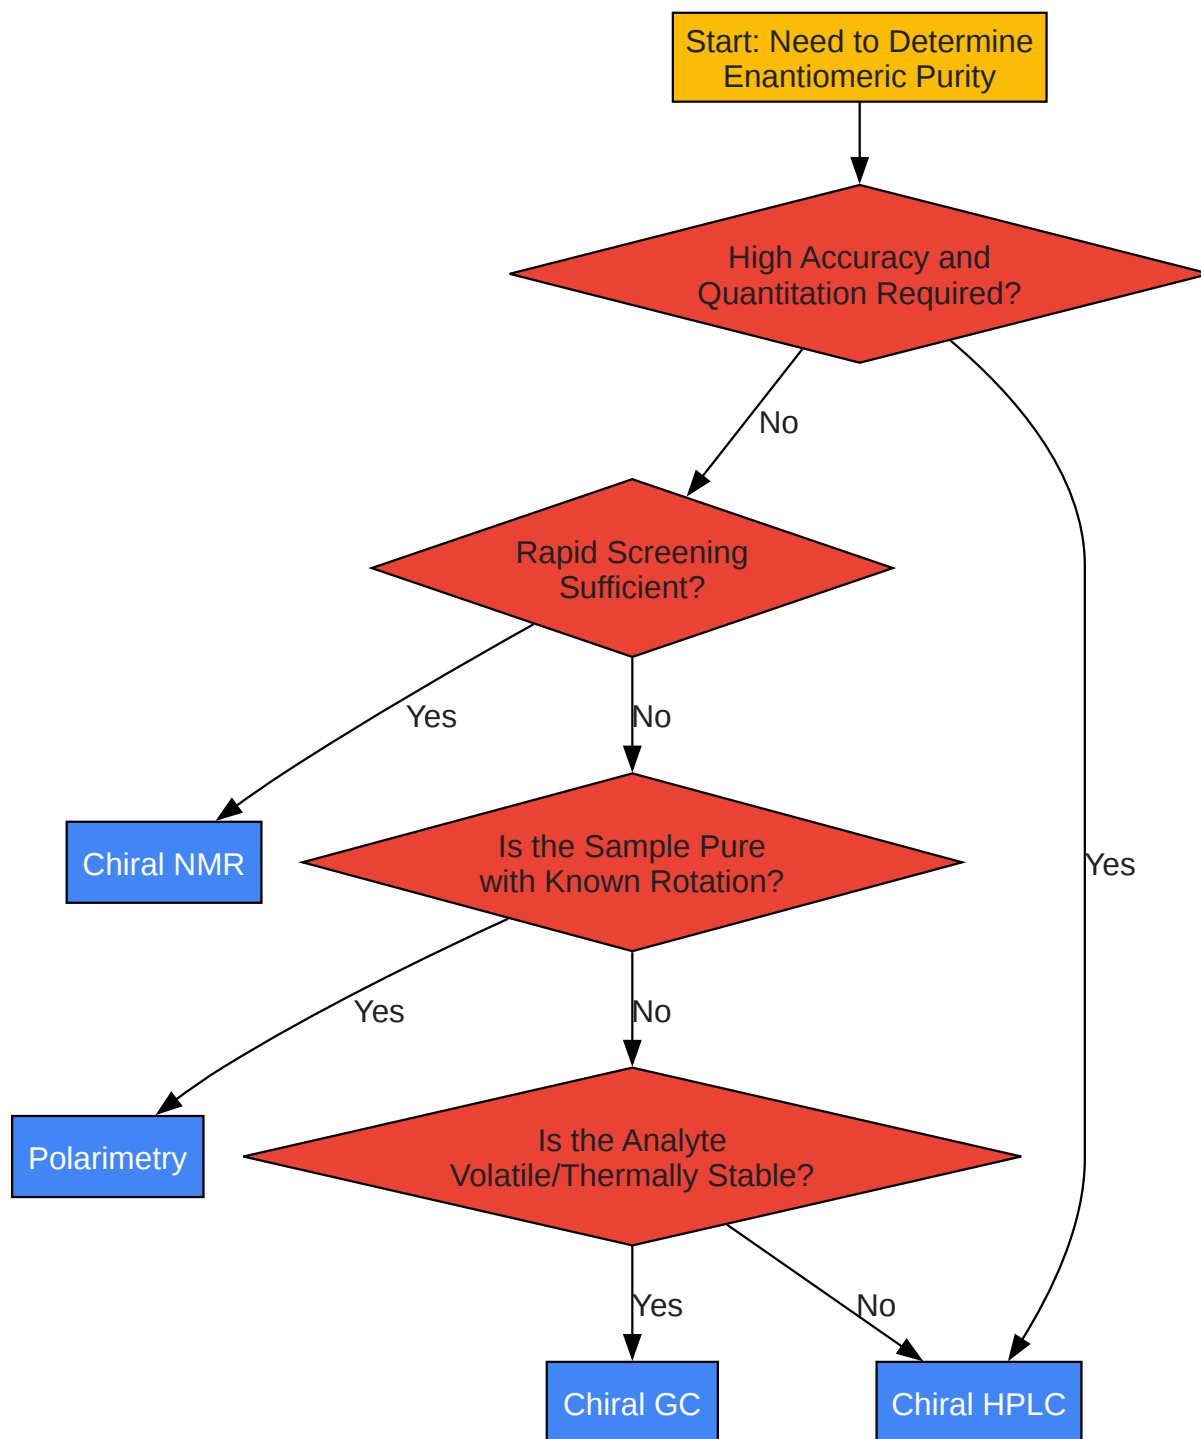 Start: Need to Determine
Enantiomeric Purity
High Accuracy and
Quantitation Required?
No
Rapid Screening
Sufficient?
Yes
No
Chiral NMR
Is the Sample Pure
with Known Rotation?
Yes
Yes
No
Polarimetry
Is the Analyte
Volatile/Thermally Stable?
Yes
No
Chiral GC
Chiral HPLC